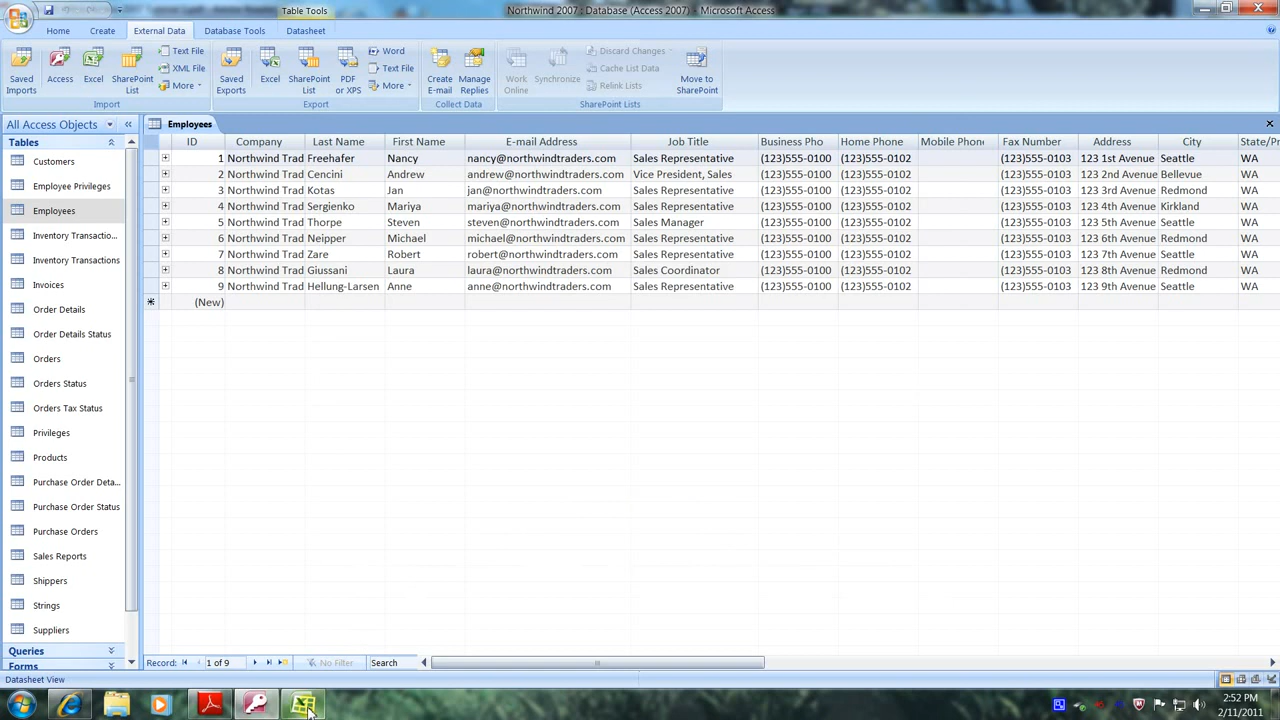 Table Tools Northwind 2007 : Database (Access 2007) - Microsoft Access
Home Create External Data Database Tools Datasheet
Saved Imports Access Excel SharePoint List Text File XML File More Import
Saved Exports Excel SharePoint List PDF or XPS Word Text File More Export
Create E-mail Manage Replies Collect Data
Work Online Synchronize Discard Changes Cache List Data Relink Lists Move to SharePoint SharePoint Lists
All Access Objects
Tables
Customers
Employee Privileges
Employees
Inventory Transactio...
Inventory Transactions
Invoices
Order Details
Order Details Status
Orders
Orders Status
Orders Tax Status
Privileges
Products
Purchase Order Deta...
Purchase Order Status
Purchase Orders
Sales Reports
Shippers
Strings
Suppliers
Queries
Forms
Employees
ID Company Last Name First Name E-mail Address Job Title Business Pho Home Phone Mobile Phone Fax Number Address City State/Pr
1 Northwind Trad Freehafer Nancy nancy@northwindtraders.com Sales Representative (123)555-0100 (123)555-0102 (123)555-0103 123 1st Avenue Seattle WA
2 Northwind Trad Cencini Andrew andrew@northwindtraders.com Vice President, Sales (123)555-0100 (123)555-0102 (123)555-0103 123 2nd Avenue Bellevue WA
3 Northwind Trad Kotas Jan jan@northwindtraders.com Sales Representative (123)555-0100 (123)555-0102 (123)555-0103 123 3rd Avenue Redmond WA
4 Northwind Trad Sergienko Mariya mariya@northwindtraders.com Sales Representative (123)555-0100 (123)555-0102 (123)555-0103 123 4th Avenue Kirkland WA
5 Northwind Trad Thorpe Steven steven@northwindtraders.com Sales Manager (123)555-0100 (123)555-0102 (123)555-0103 123 5th Avenue Seattle WA
6 Northwind Trad Neipper Michael michael@northwindtraders.com Sales Representative (123)555-0100 (123)555-0102 (123)555-0103 123 6th Avenue Redmond WA
7 Northwind Trad Zare Robert robert@northwindtraders.com Sales Representative (123)555-0100 (123)555-0102 (123)555-0103 123 7th Avenue Seattle WA
8 Northwind Trad Giussani Laura laura@northwindtraders.com Sales Coordinator (123)555-0100 (123)555-0102 (123)555-0103 123 8th Avenue Redmond WA
9 Northwind Trad Hellung-Larsen Anne anne@northwindtraders.com Sales Representative (123)555-0100 (123)555-0102 (123)555-0103 123 9th Avenue Seattle WA
(New)
Record: 1 of 9 No Filter Search
Datasheet View
2:52 PM
2/11/2011